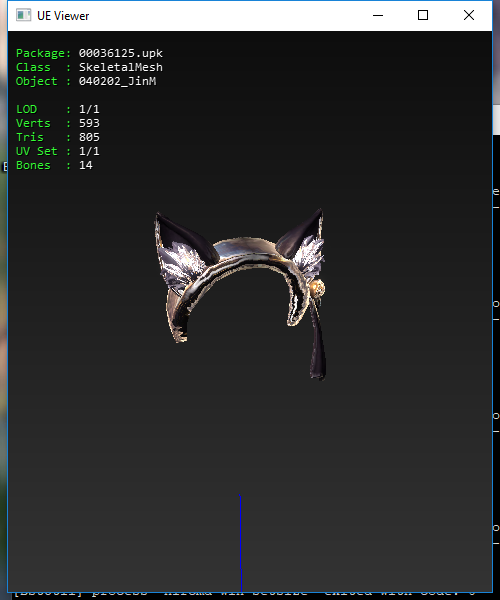 UE Viewer
Package: 00036125.upk
Class : SkeletalMesh
Object : 040202_JinM
LOD : 1/1
Verts : 593
Tris : 805
UV Set : 1/1
Bones : 14